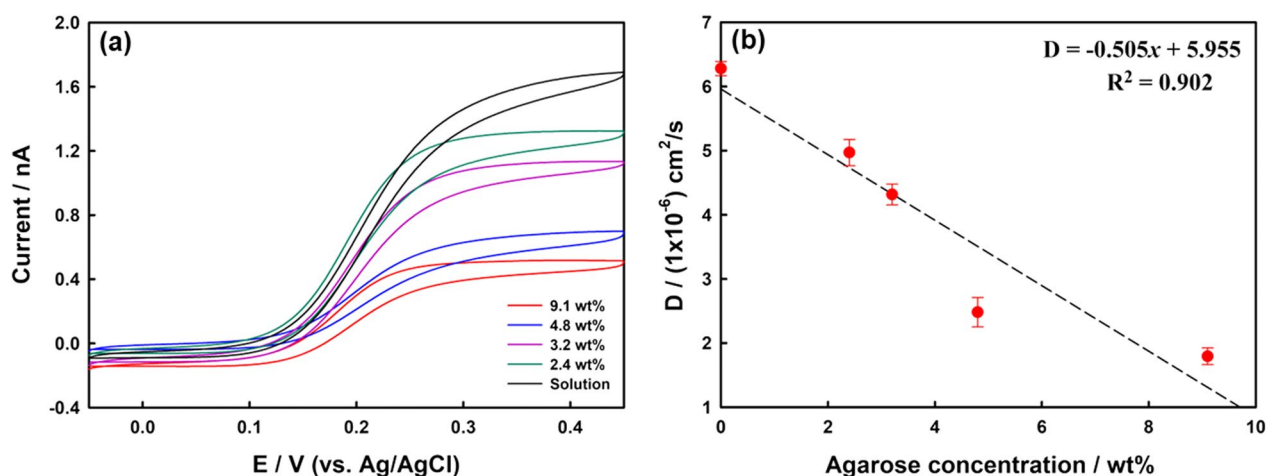 (a)
2.0
1.6
1.2
0.8
0.4
0.0
-0.4
Current / nA
0.0
0.1
0.2
0.3
0.4
E / V (vs. Ag/AgCl)
9.1 wt%
4.8 wt%
3.2 wt%
2.4 wt%
Solution
(b)
D = -0.505x + 5.955
R² = 0.902
7
6
5
4
3
2
1
D / (1x10⁻⁶) cm²/s
0
2
4
6
8
10
Agarose concentration / wt%